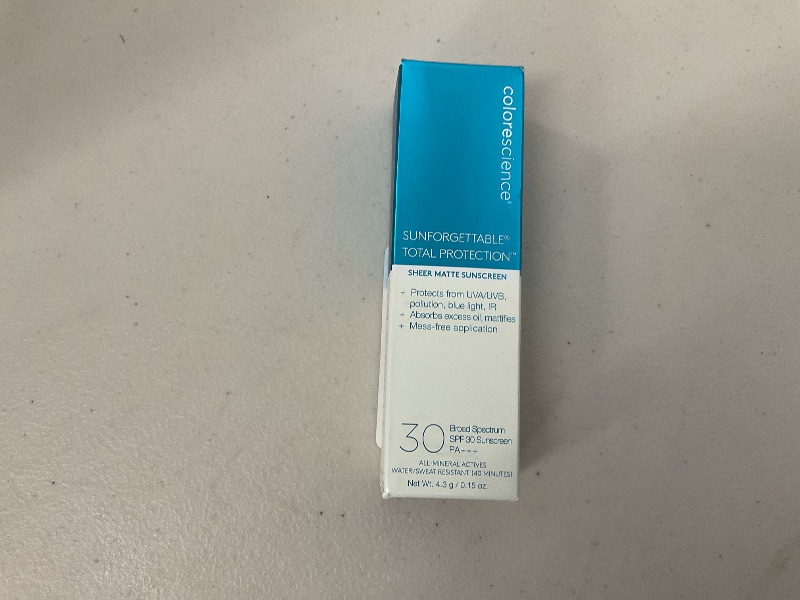 colorescience®
SUNFORGETTABLE®
TOTAL PROTECTION™
SHEER MATTE SUNSCREEN
+ Protects from UVA/UVB,
pollution, blue light, IR
+ Absorbs excess oil, mattifies
+ Mess-free application
30
Broad Spectrum
SPF 30 Sunscreen
PA+++
ALL-MINERAL ACTIVES
WATER/SWEAT RESISTANT (40 MINUTES)
Net Wt. 4.3 g / 0.15 oz.